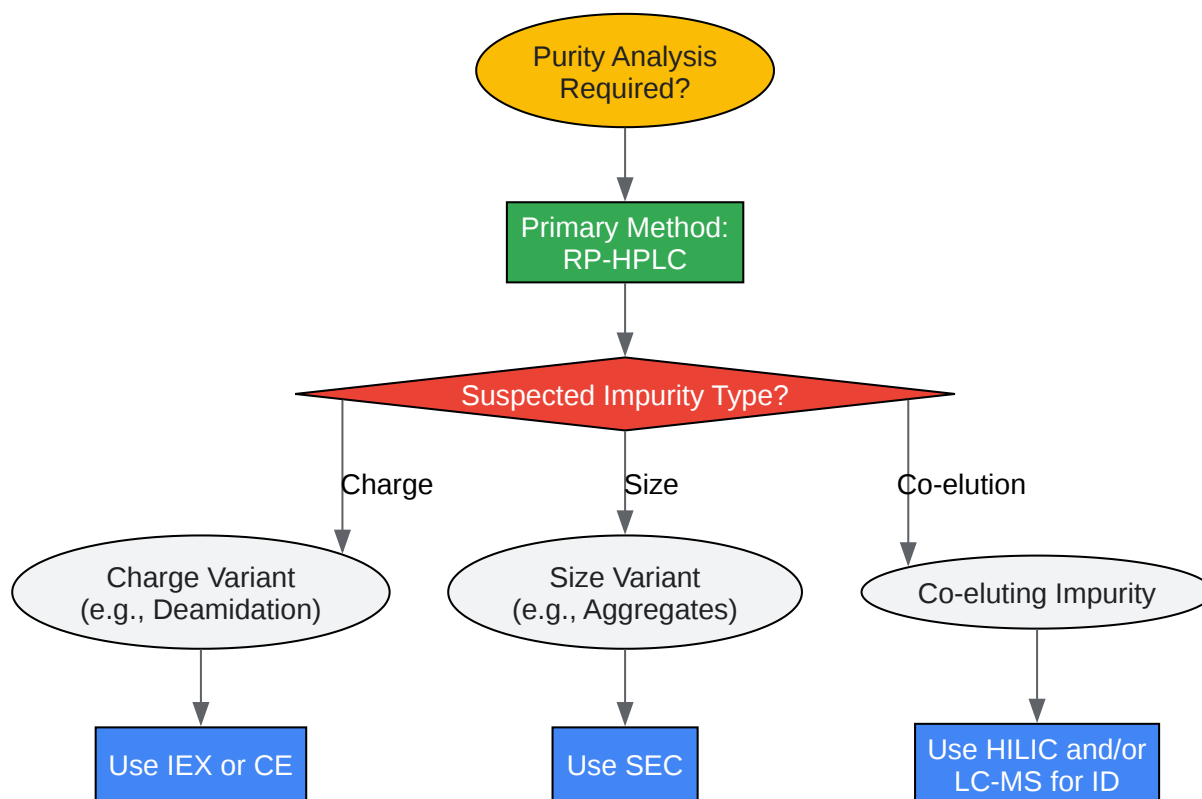 Purity Analysis
Required?
Primary Method:
RP-HPLC
Suspected Impurity Type?
Charge
Size
Co-elution
Charge Variant
(e.g., Deamidation)
Size Variant
(e.g., Aggregates)
Co-eluting Impurity
Use IEX or CE
Use SEC
Use HILIC and/or
LC-MS for ID